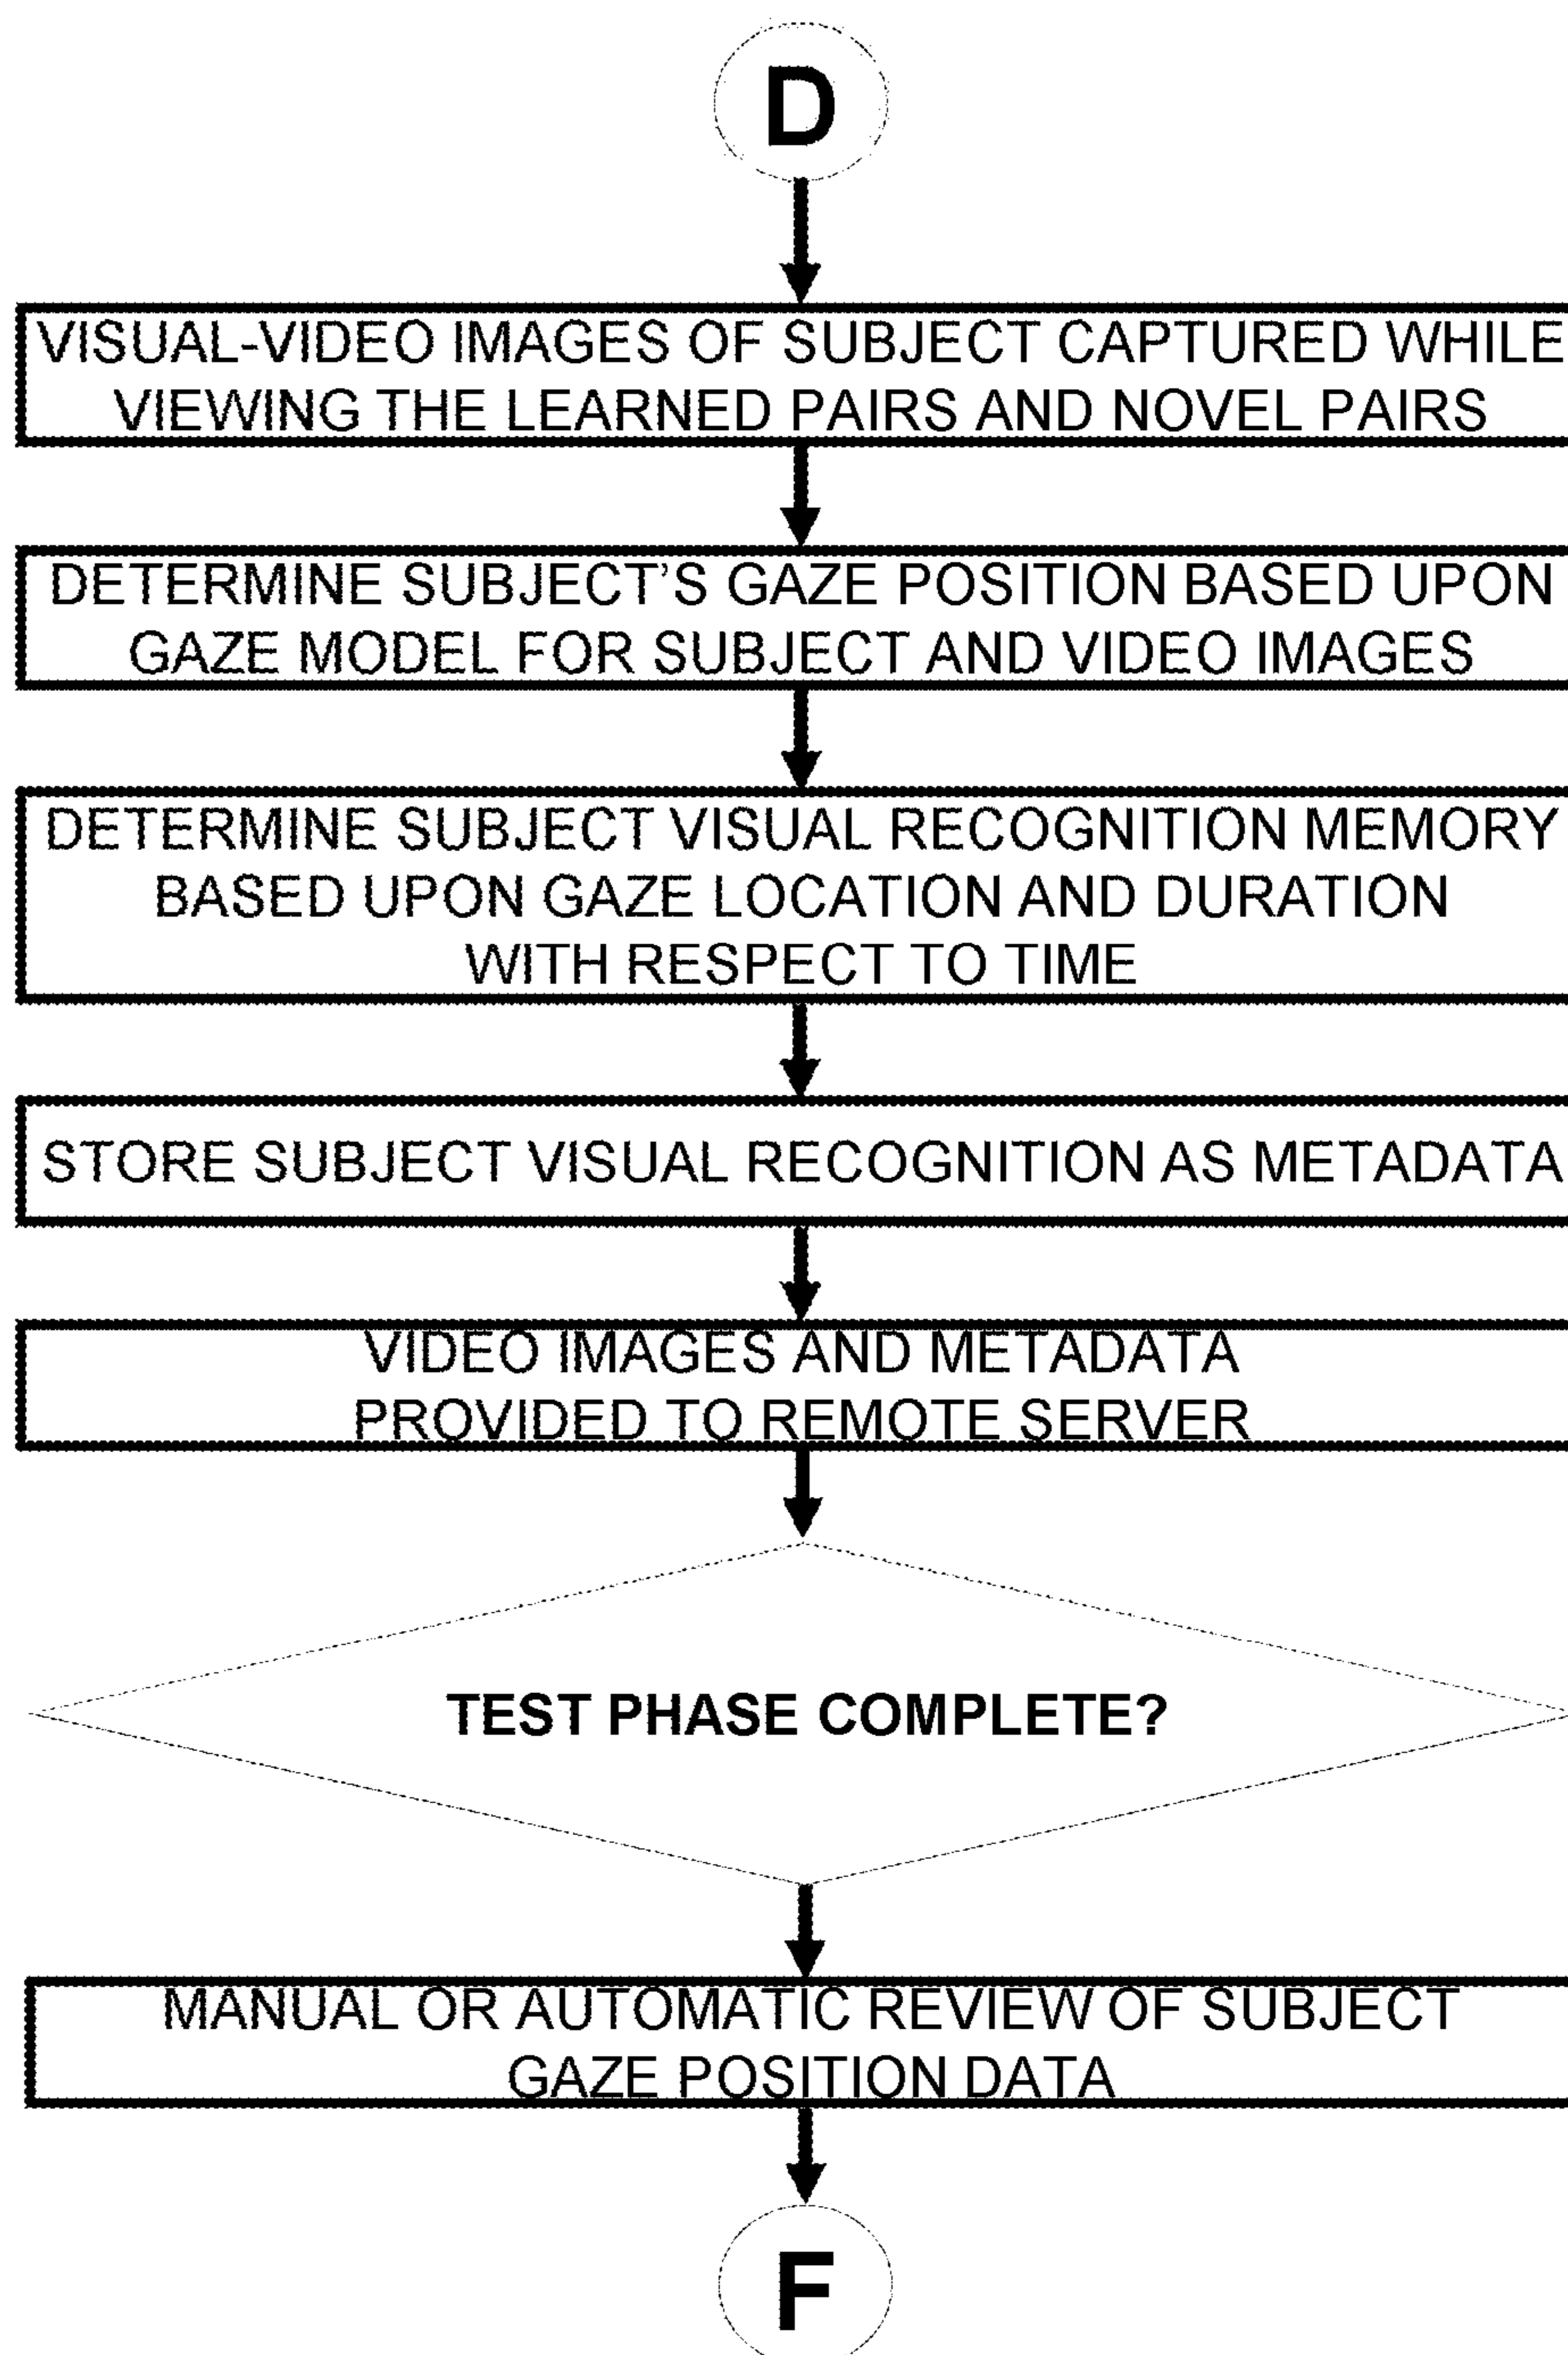 D
VISUAL-VIDEO IMAGES OF SUBJECT CAPTURED WHILE
VIEWING THE LEARNED PAIRS AND NOVEL PAIRS
DETERMINE SUBJECT'S GAZE POSITION BASED UPON
GAZE MODEL FOR SUBJECT AND VIDEO IMAGES
DETERMINE SUBJECT VISUAL RECOGNITION MEMORY
BASED UPON GAZE LOCATION AND DURATION
WITH RESPECT TO TIME
STORE SUBJECT VISUAL RECOGNITION AS METADATA
VIDEO IMAGES AND METADATA
PROVIDED TO REMOTE SERVER
TEST PHASE COMPLETE?
MANUAL OR AUTOMATIC REVIEW OF SUBJECT
GAZE POSITION DATA
F